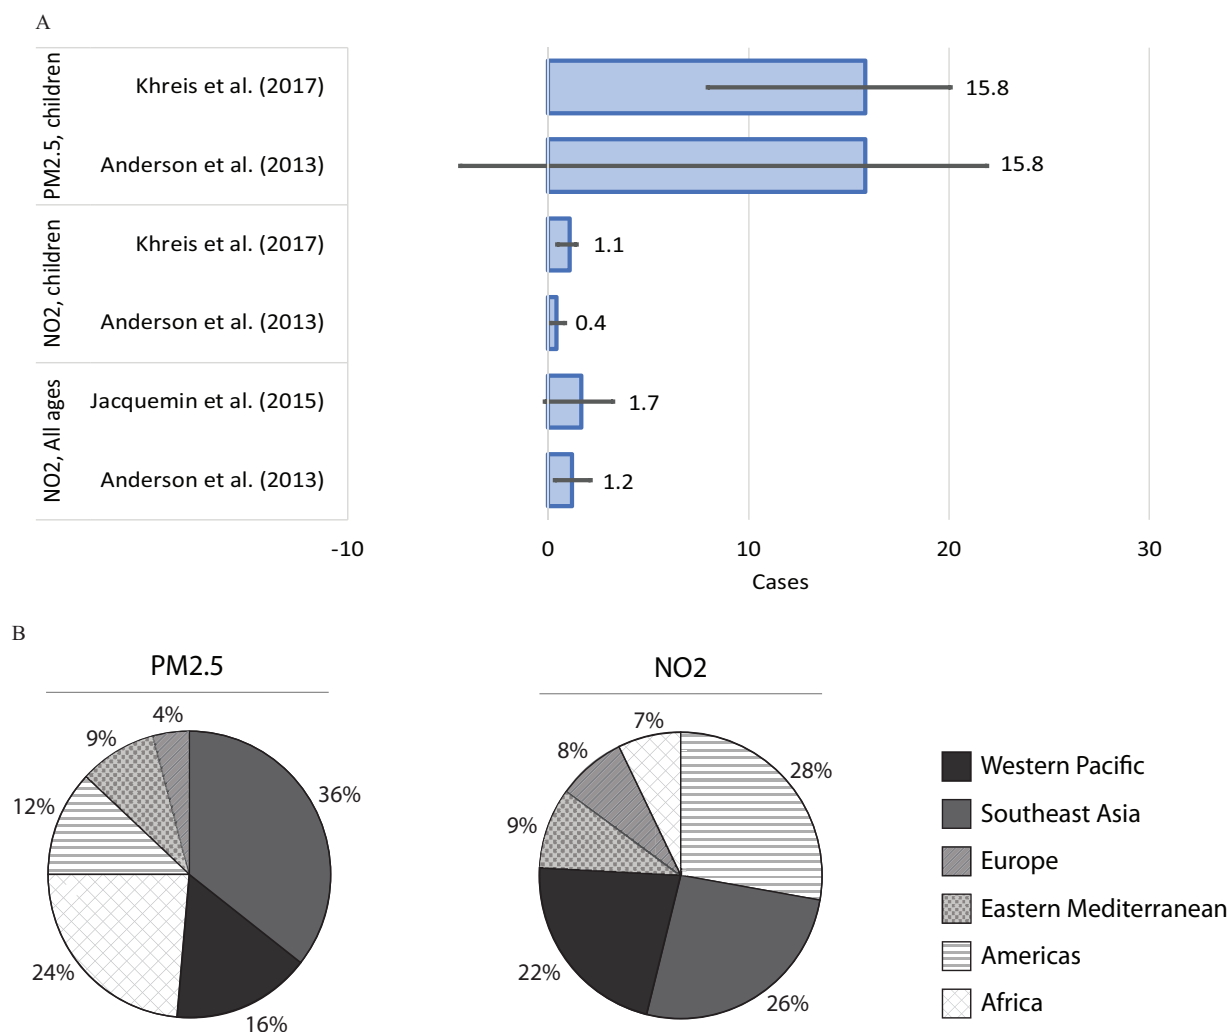 A
PM2.5, children
Khreis et al. (2017)
15.8
Anderson et al. (2013)
15.8
NO2, children
Khreis et al. (2017)
1.1
Anderson et al. (2013)
0.4
NO2, All ages
Jacquemin et al. (2015)
1.7
Anderson et al. (2013)
1.2
-10 0 10 20 30
Cases
B
PM2.5
4%
9%
12%
36%
24%
16%
NO2
7%
8%
28%
9%
22%
26%
Western Pacific
Southeast Asia
Europe
Eastern Mediterranean
Americas
Africa